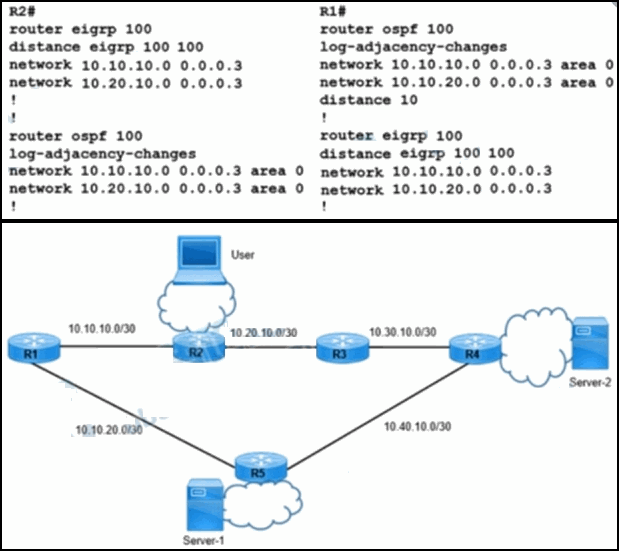 R2#
router eigrp 100
distance eigrp 100 100
network 10.10.10.0 0.0.0.3
network 10.20.10.0 0.0.0.3
!
!
router ospf 100
log-adjacency-changes
network 10.10.10.0 0.0.0.3 area 0
network 10.20.10.0 0.0.0.3 area 0
!
R1#
router ospf 100
log-adjacency-changes
network 10.10.10.0 0.0.0.3 area 0
network 10.10.20.0 0.0.0.3 area 0
distance 10
!
router eigrp 100
distance eigrp 100 100
network 10.10.10.0 0.0.0.3
network 10.10.20.0 0.0.0.3
!
User
10.10.10.0/30
10.20.10.0/30
10.30.10.0/30
R1
R2
R3
R4
Server-2
10.10.20.0/30
10.40.10.0/30
R5
Server-1